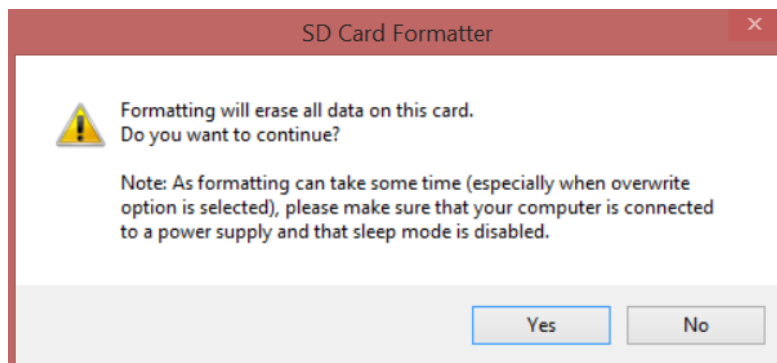 SD Card Formatter
Formatting will erase all data on this card.
Do you want to continue?
Note: As formatting can take some time (especially when overwrite
option is selected), please make sure that your computer is connected
to a power supply and that sleep mode is disabled.
Yes
No